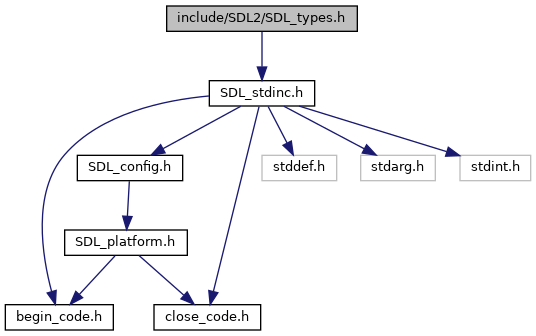 include/SDL2/SDL_types.h
SDL_stdinc.h
SDL_config.h
stddef.h
stdarg.h
stdint.h
SDL_platform.h
begin_code.h
close_code.h